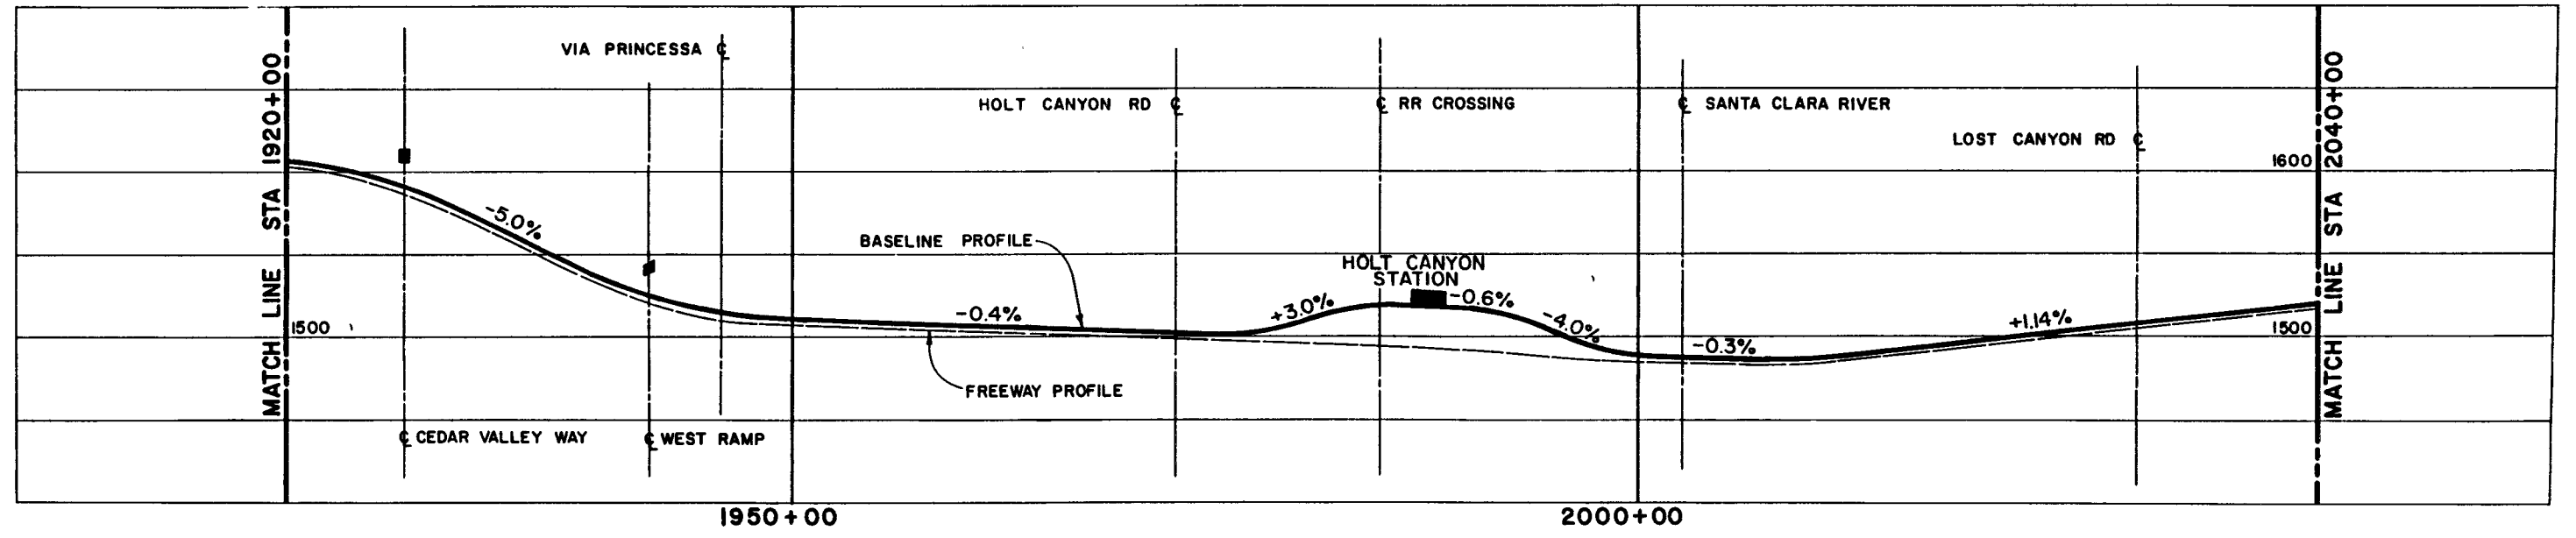 MATCH LINE STA 1920+00
VIA PRINCESSA ℄
HOLT CANYON RD ℄
℄ RR CROSSING
℄ SANTA CLARA RIVER
LOST CANYON RD ℄
MATCH LINE STA 2040+00
1600
-5.0%
BASELINE PROFILE
HOLT CANYON
STATION
-0.6%
+3.0%
-0.4%
-4.0%
+1.14%
1500
1500
-0.3%
FREEWAY PROFILE
℄ CEDAR VALLEY WAY
℄ WEST RAMP
1950+00
2000+00